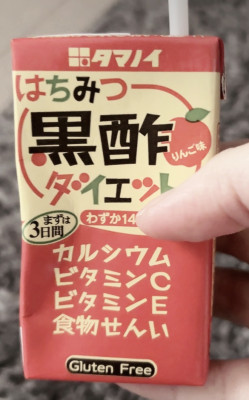 タマノイ
はちみつ
黒酢
りんご味
ダイエット
まずは
3日間
わずか14
カルシウム
ビタミンC
ビタミンE
食物せんい
Gluten Free